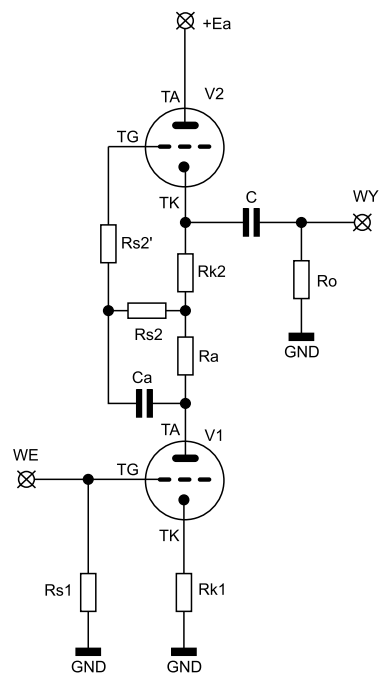 +Ea
TA V2
TG
TK C WY
Rs2' Rk2 Ro
Rs2
Ra GND
Ca
TA V1
WE TG
TK
Rs1 Rk1
GND GND